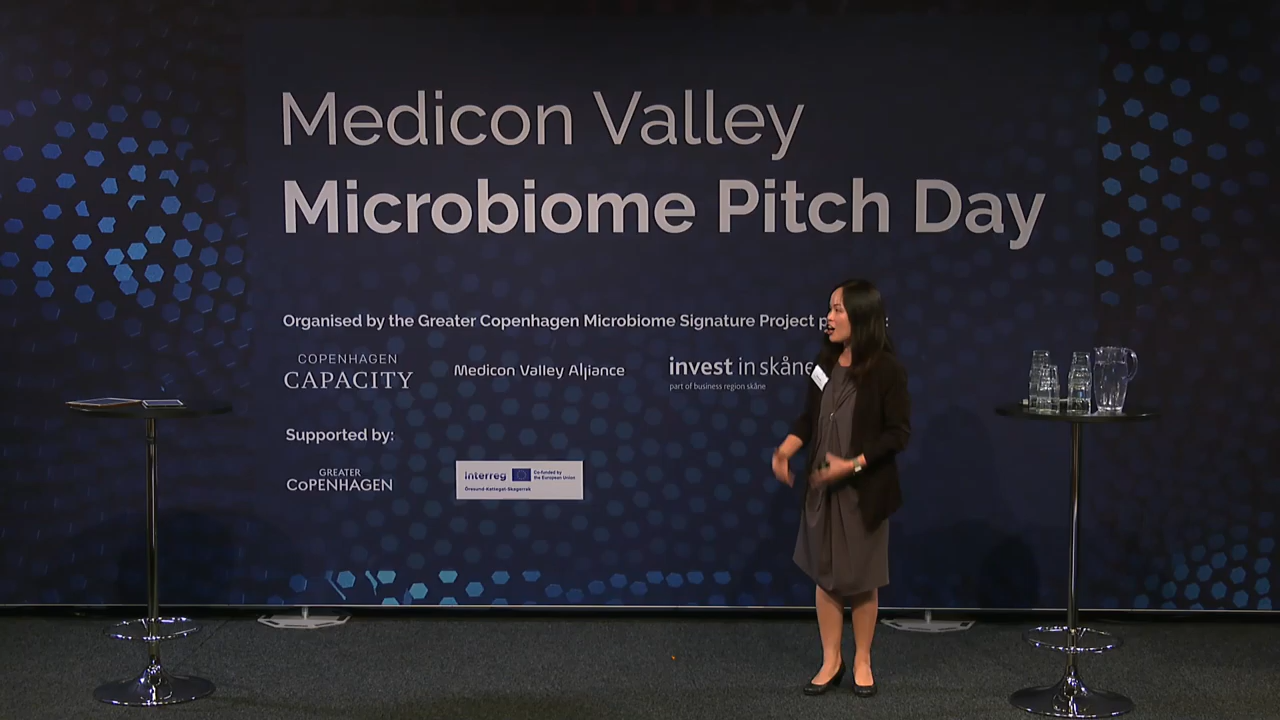 Medicon Valley
Microbiome Pitch Day
Organised by the Greater Copenhagen Microbiome Signature Project
COPENHAGEN
CAPACITY
Medicon Valley Alliance
invest in skåne
part of business region skåne
Supported by:
GREATER
COPENHAGEN
Interreg
Co-funded by
the European Union
Öresund-Kattegat-Skagerrak